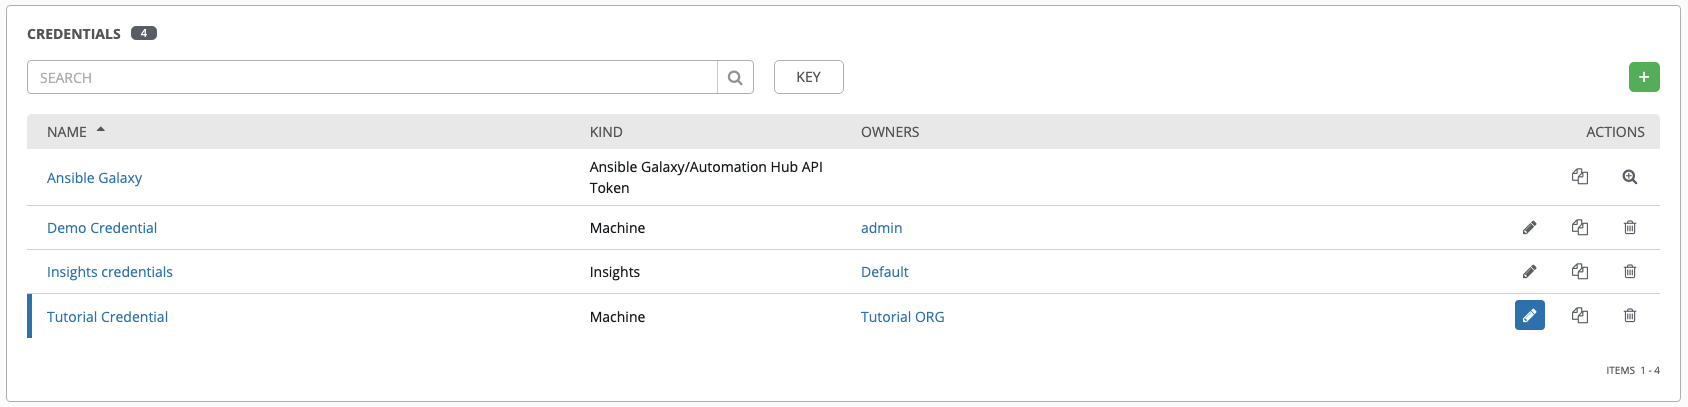 CREDENTIALS 4
SEARCH
KEY
+
NAME KIND OWNERS ACTIONS
Ansible Galaxy Ansible Galaxy/Automation Hub API
Token
Demo Credential Machine admin
Insights credentials Insights Default
Tutorial Credential Machine Tutorial ORG
ITEMS 1 - 4